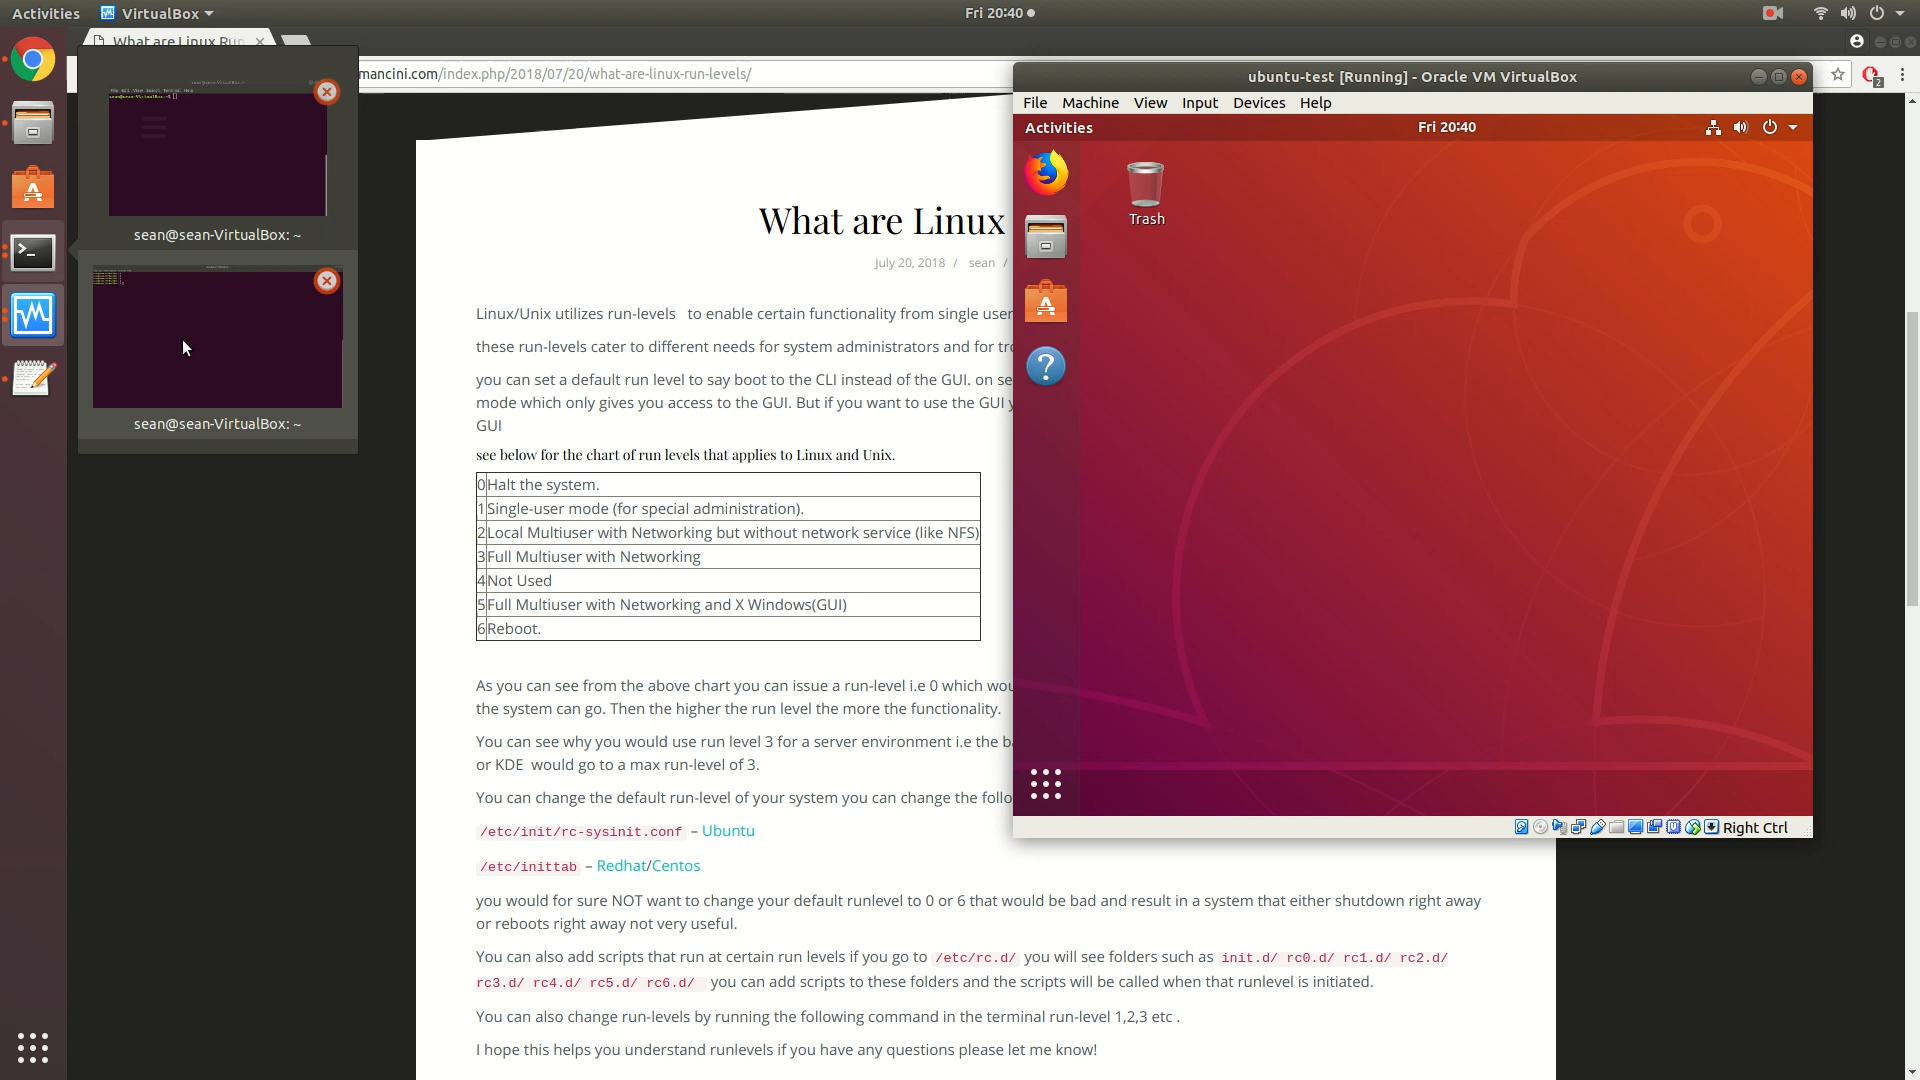 Activities VirtualBox Fri 20:40
What are Linux Run
mancini.com/index.php/2018/07/20/what-are-linux-run-levels/
2
sean@sean-VirtualBox: ~
sean@sean-VirtualBox: ~
What are Linux
July 20, 2018 / sean /
Linux/Unix utilizes run-levels to enable certain functionality from single user
these run-levels cater to different needs for system administrators and for
you can set a default run level to say boot to the CLI instead of the GUI. on
mode which only gives you access to the GUI. But if you want to use the GUI
GUI
see below for the chart of run levels that applies to Linux and Unix.
0 Halt the system.
1 Single-user mode (for special administration).
2 Local Multiuser with Networking but without network service (like NFS)
3 Full Multiuser with Networking
4 Not Used
5 Full Multiuser with Networking and X Windows(GUI)
6 Reboot.
As you can see from the above chart you can issue a run-level i.e 0 which
the system can go. Then the higher the run level the more the functionality.
You can see why you would use run level 3 for a server environment i.e the
or KDE would go to a max run-level of 3.
You can change the default run-level of your system you can change the
/etc/init/rc-sysinit.conf – Ubuntu
/etc/inittab – Redhat/Centos
you would for sure NOT want to change your default runlevel to 0 or 6 that would be bad and result in a system that either shutdown right away
or reboots right away not very useful.
You can also add scripts that run at certain run levels if you go to /etc/rc.d/ you will see folders such as init.d/ rc0.d/ rc1.d/ rc2.d/
rc3.d/ rc4.d/ rc5.d/ rc6.d/ you can add scripts to these folders and the scripts will be called when that runlevel is initiated.
You can also change run-levels by running the following command in the terminal run-level 1,2,3 etc .
I hope this helps you understand runlevels if you have any questions please let me know!
ubuntu-test [Running] - Oracle VM VirtualBox
File Machine View Input Devices Help
Activities Fri 20:40
Trash
Right Ctrl